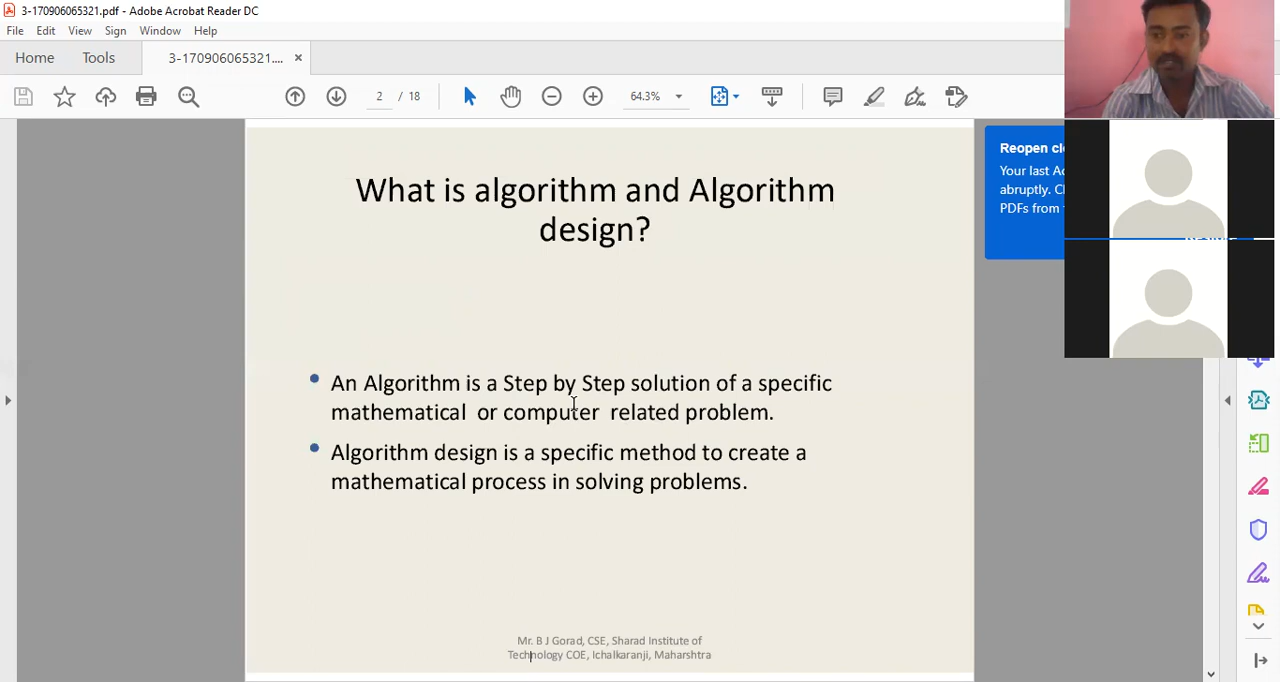 3-170906065321.pdf - Adobe Acrobat Reader DC
File Edit View Sign Window Help
Home Tools 3-170906065321....
2 / 18 64.3%
Reopen cl
Your last A
abruptly. C
PDFs from
What is algorithm and Algorithm
design?
An Algorithm is a Step by Step solution of a specific
mathematical or computer related problem.
Algorithm design is a specific method to create a
mathematical process in solving problems.
Mr. B J Gorad, CSE, Sharad Institute of
Technology COE, Ichalkaranji, Maharshtra